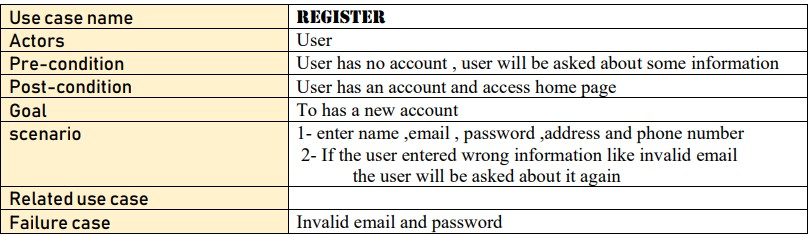 Use case name REGISTER
Actors User
Pre-condition User has no account , user will be asked about some information
Post-condition User has an account and access home page
Goal To has a new account
scenario 1- enter name ,email , password ,address and phone number
2- If the user entered wrong information like invalid email
the user will be asked about it again
Related use case
Failure case Invalid email and password